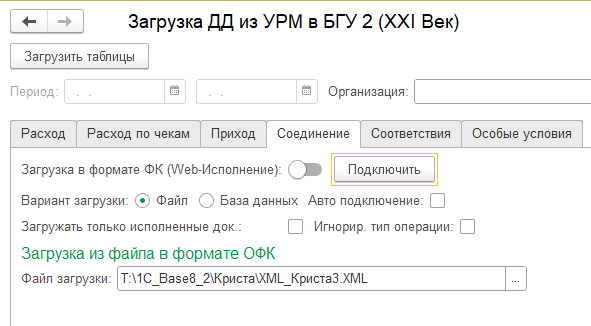 Загрузка ДД из УРМ в БГУ 2 (XXI Век)
Загрузить таблицы
Период: . . . . Организация:
Расход Расход по чекам Приход Соединение Соответствия Особые условия
Загрузка в формате ФК (Web-Исполнение): Подключить
Вариант загрузки: Файл База данных Авто подключение:
Загружать только исполненные док.: Игнорир. тип операции:
Загрузка из файла в формате ОФК
Файл загрузки: T:\1C_Base8_2\Криста\XML_Криста3.XML ...